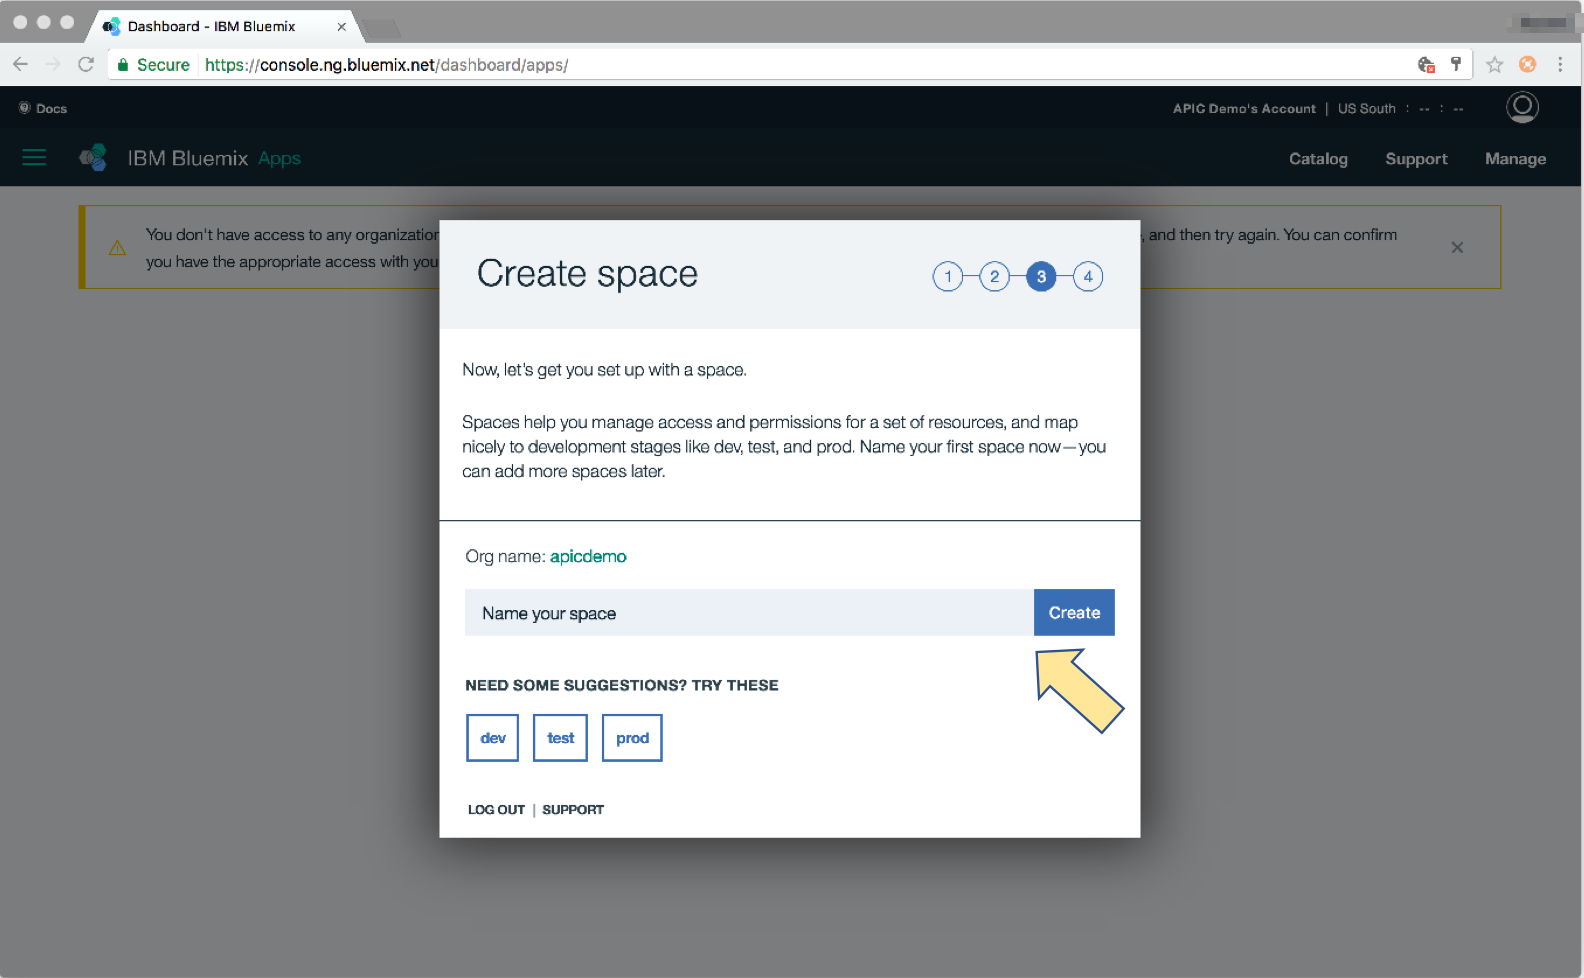 Dashboard - IBM Bluemix
Secure https://console.ng.bluemix.net/dashboard/apps/
Docs
APIC Demo's Account | US South : -- : --
IBM Bluemix Apps
Catalog Support Manage
You don't have access to any organization , and then try again. You can confirm
you have the appropriate access with you
Create space
1 2 3 4
Now, let's get you set up with a space.
Spaces help you manage access and permissions for a set of resources, and map
nicely to development stages like dev, test, and prod. Name your first space now—you
can add more spaces later.
Org name: apicdemo
Name your space
Create
NEED SOME SUGGESTIONS? TRY THESE
dev test prod
LOG OUT | SUPPORT